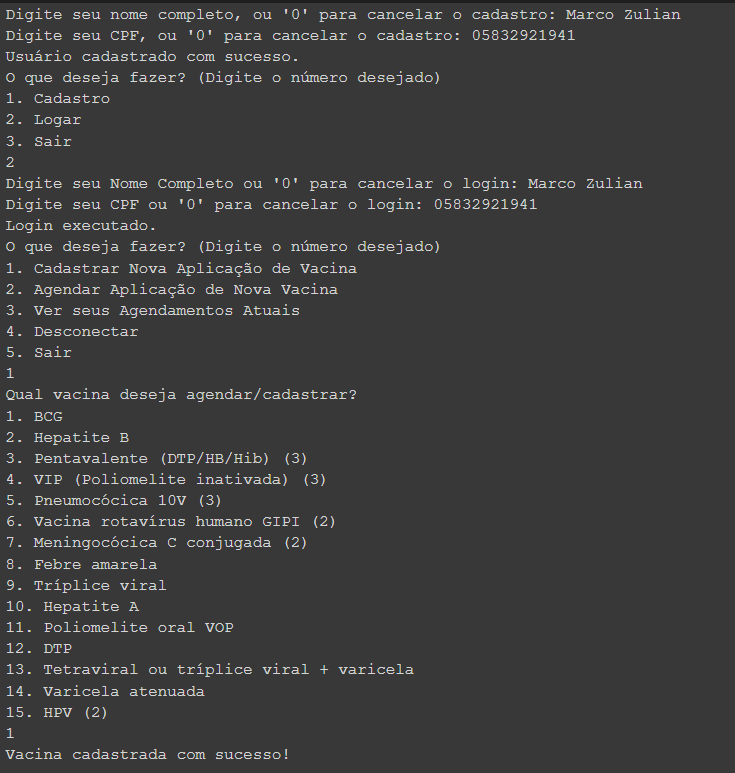 Digite seu nome completo, ou '0' para cancelar o cadastro: Marco Zulian
Digite seu CPF, ou '0' para cancelar o cadastro: 05832921941
Usuário cadastrado com sucesso.
O que deseja fazer? (Digite o número desejado)
1. Cadastro
2. Logar
3. Sair
2
Digite seu Nome Completo ou '0' para cancelar o login: Marco Zulian
Digite seu CPF ou '0' para cancelar o login: 05832921941
Login executado.
O que deseja fazer? (Digite o número desejado)
1. Cadastrar Nova Aplicação de Vacina
2. Agendar Aplicação de Nova Vacina
3. Ver seus Agendamentos Atuais
4. Desconectar
5. Sair
1
Qual vacina deseja agendar/cadastrar?
1. BCG
2. Hepatite B
3. Pentavalente (DTP/HB/Hib) (3)
4. VIP (Poliomelite inativada) (3)
5. Pneumocócica 10V (3)
6. Vacina rotavírus humano GIPI (2)
7. Meningocócica C conjugada (2)
8. Febre amarela
9. Tríplice viral
10. Hepatite A
11. Poliomelite oral VOP
12. DTP
13. Tetraviral ou tríplice viral + varicela
14. Varicela atenuada
15. HPV (2)
1
Vacina cadastrada com sucesso!